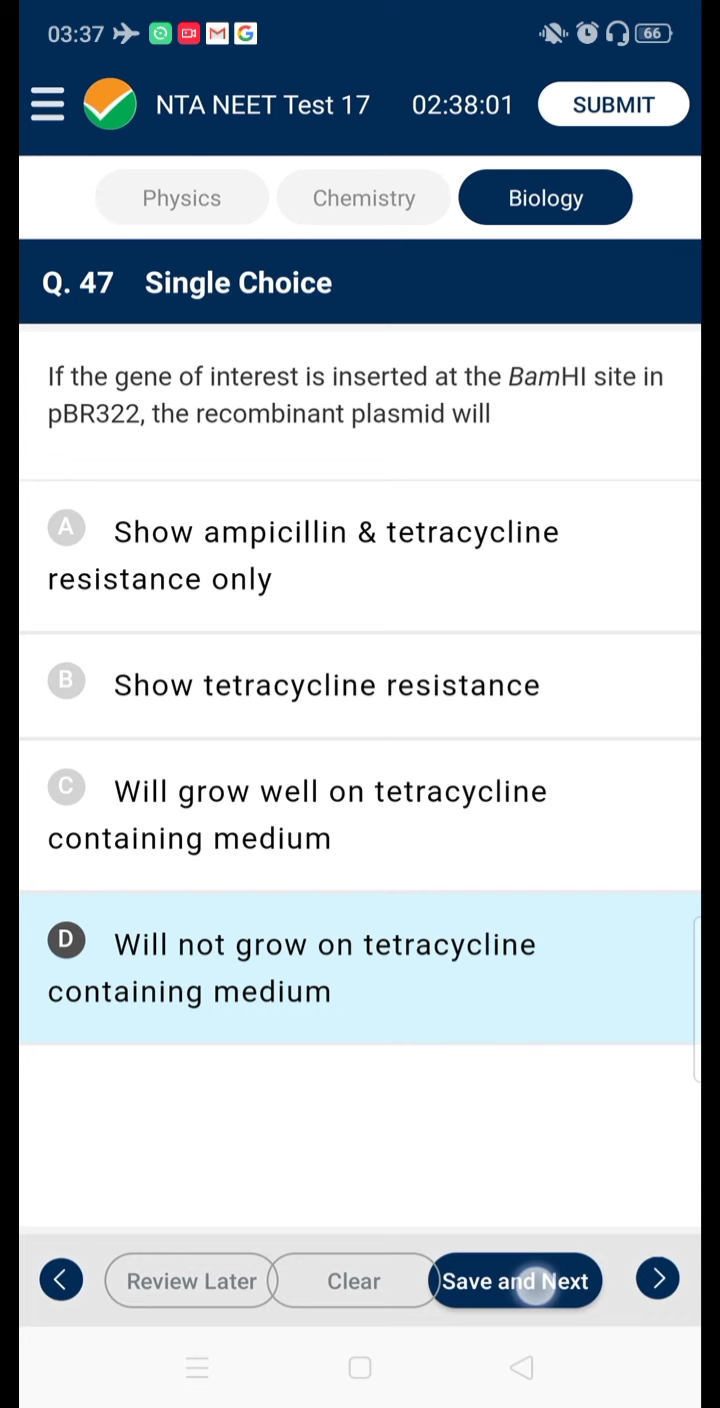 03:37
66
NTA NEET Test 17 02:38:01 SUBMIT
Physics Chemistry Biology
Q. 47 Single Choice
If the gene of interest is inserted at the BamHI site in
pBR322, the recombinant plasmid will
A Show ampicillin & tetracycline
resistance only
B Show tetracycline resistance
C Will grow well on tetracycline
containing medium
D Will not grow on tetracycline
containing medium
Review Later Clear Save and Next